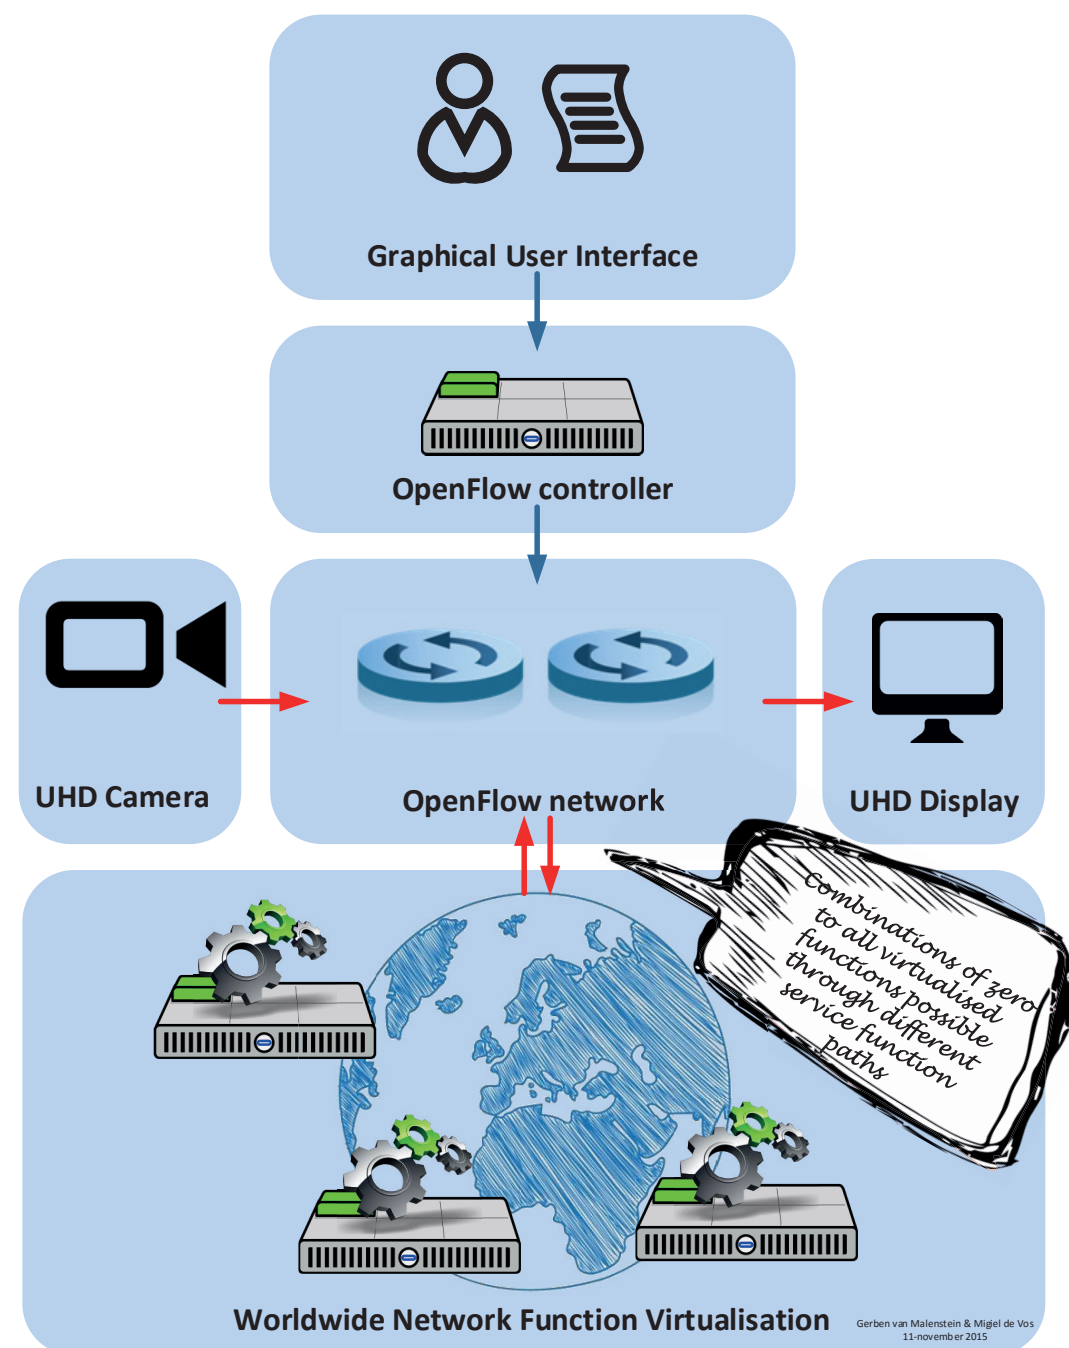 Graphical User Interface
OpenFlow controller
UHD Camera
OpenFlow network
UHD Display
Combinations of zero
to all virtualised
functions possible
through different
service function
paths
Worldwide Network Function Virtualisation
Gerben van Malenstein & Migiel de Vos
11-november 2015